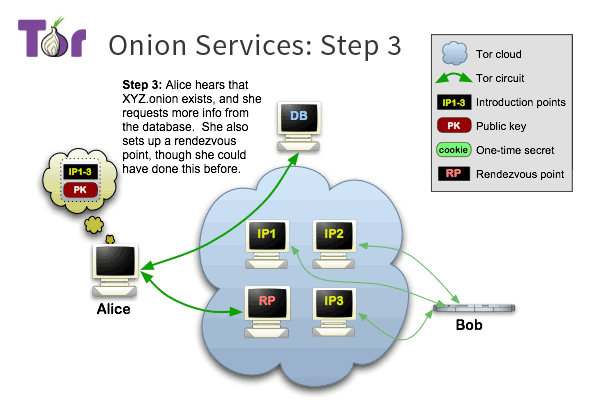 Tor
Onion Services: Step 3
Step 3: Alice hears that
XYZ.onion exists, and she
requests more info from
the database. She also
sets up a rendezvous
point, though she could
have done this before.
DB
Tor cloud
Tor circuit
IP1-3 Introduction points
PK Public key
cookie One-time secret
RP Rendezvous point
IP1-3
PK
Alice
IP1 IP2
RP IP3
Bob